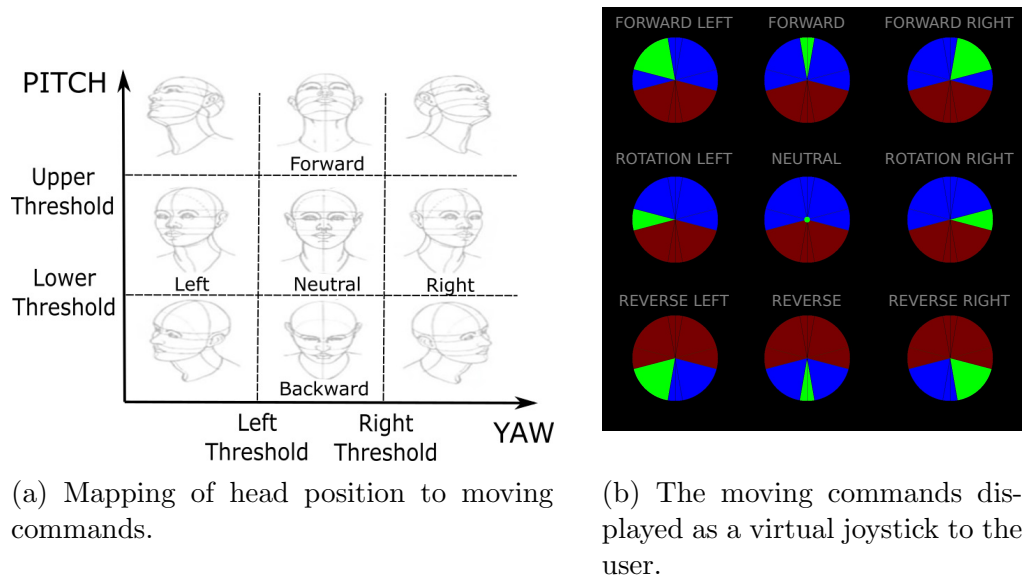 PITCH
Upper
Threshold
Lower
Threshold
Forward
Left
Neutral
Right
Backward
Left
Threshold
Right
Threshold
YAW
(a) Mapping of head position to moving
commands.
FORWARD LEFT
FORWARD
FORWARD RIGHT
ROTATION LEFT
NEUTRAL
ROTATION RIGHT
REVERSE LEFT
REVERSE
REVERSE RIGHT
(b) The moving commands dis-
played as a virtual joystick to the
user.